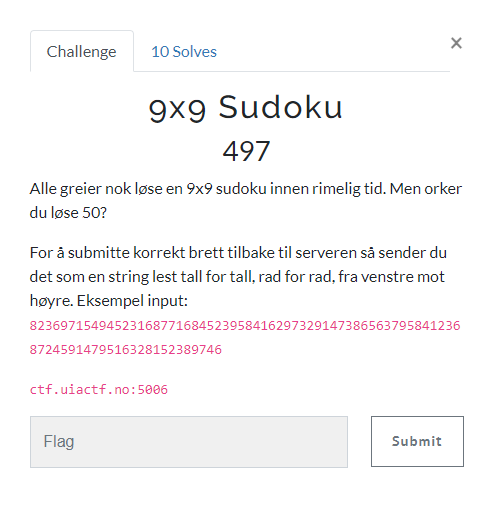 Challenge
10 Solves
×
9x9 Sudoku
497
Alle greier nok løse en 9x9 sudoku innen rimelig tid. Men orker
du løse 50?
For å submitte korrekt brett tilbake til serveren så sender du
det som en string lest tall for tall, rad for rad, fra venstre mot
høyre. Eksempel input:
82369715494523168771684523958416297329147386563795841236
8724591479516328152389746
ctf.uiactf.no:5006
Flag
Submit